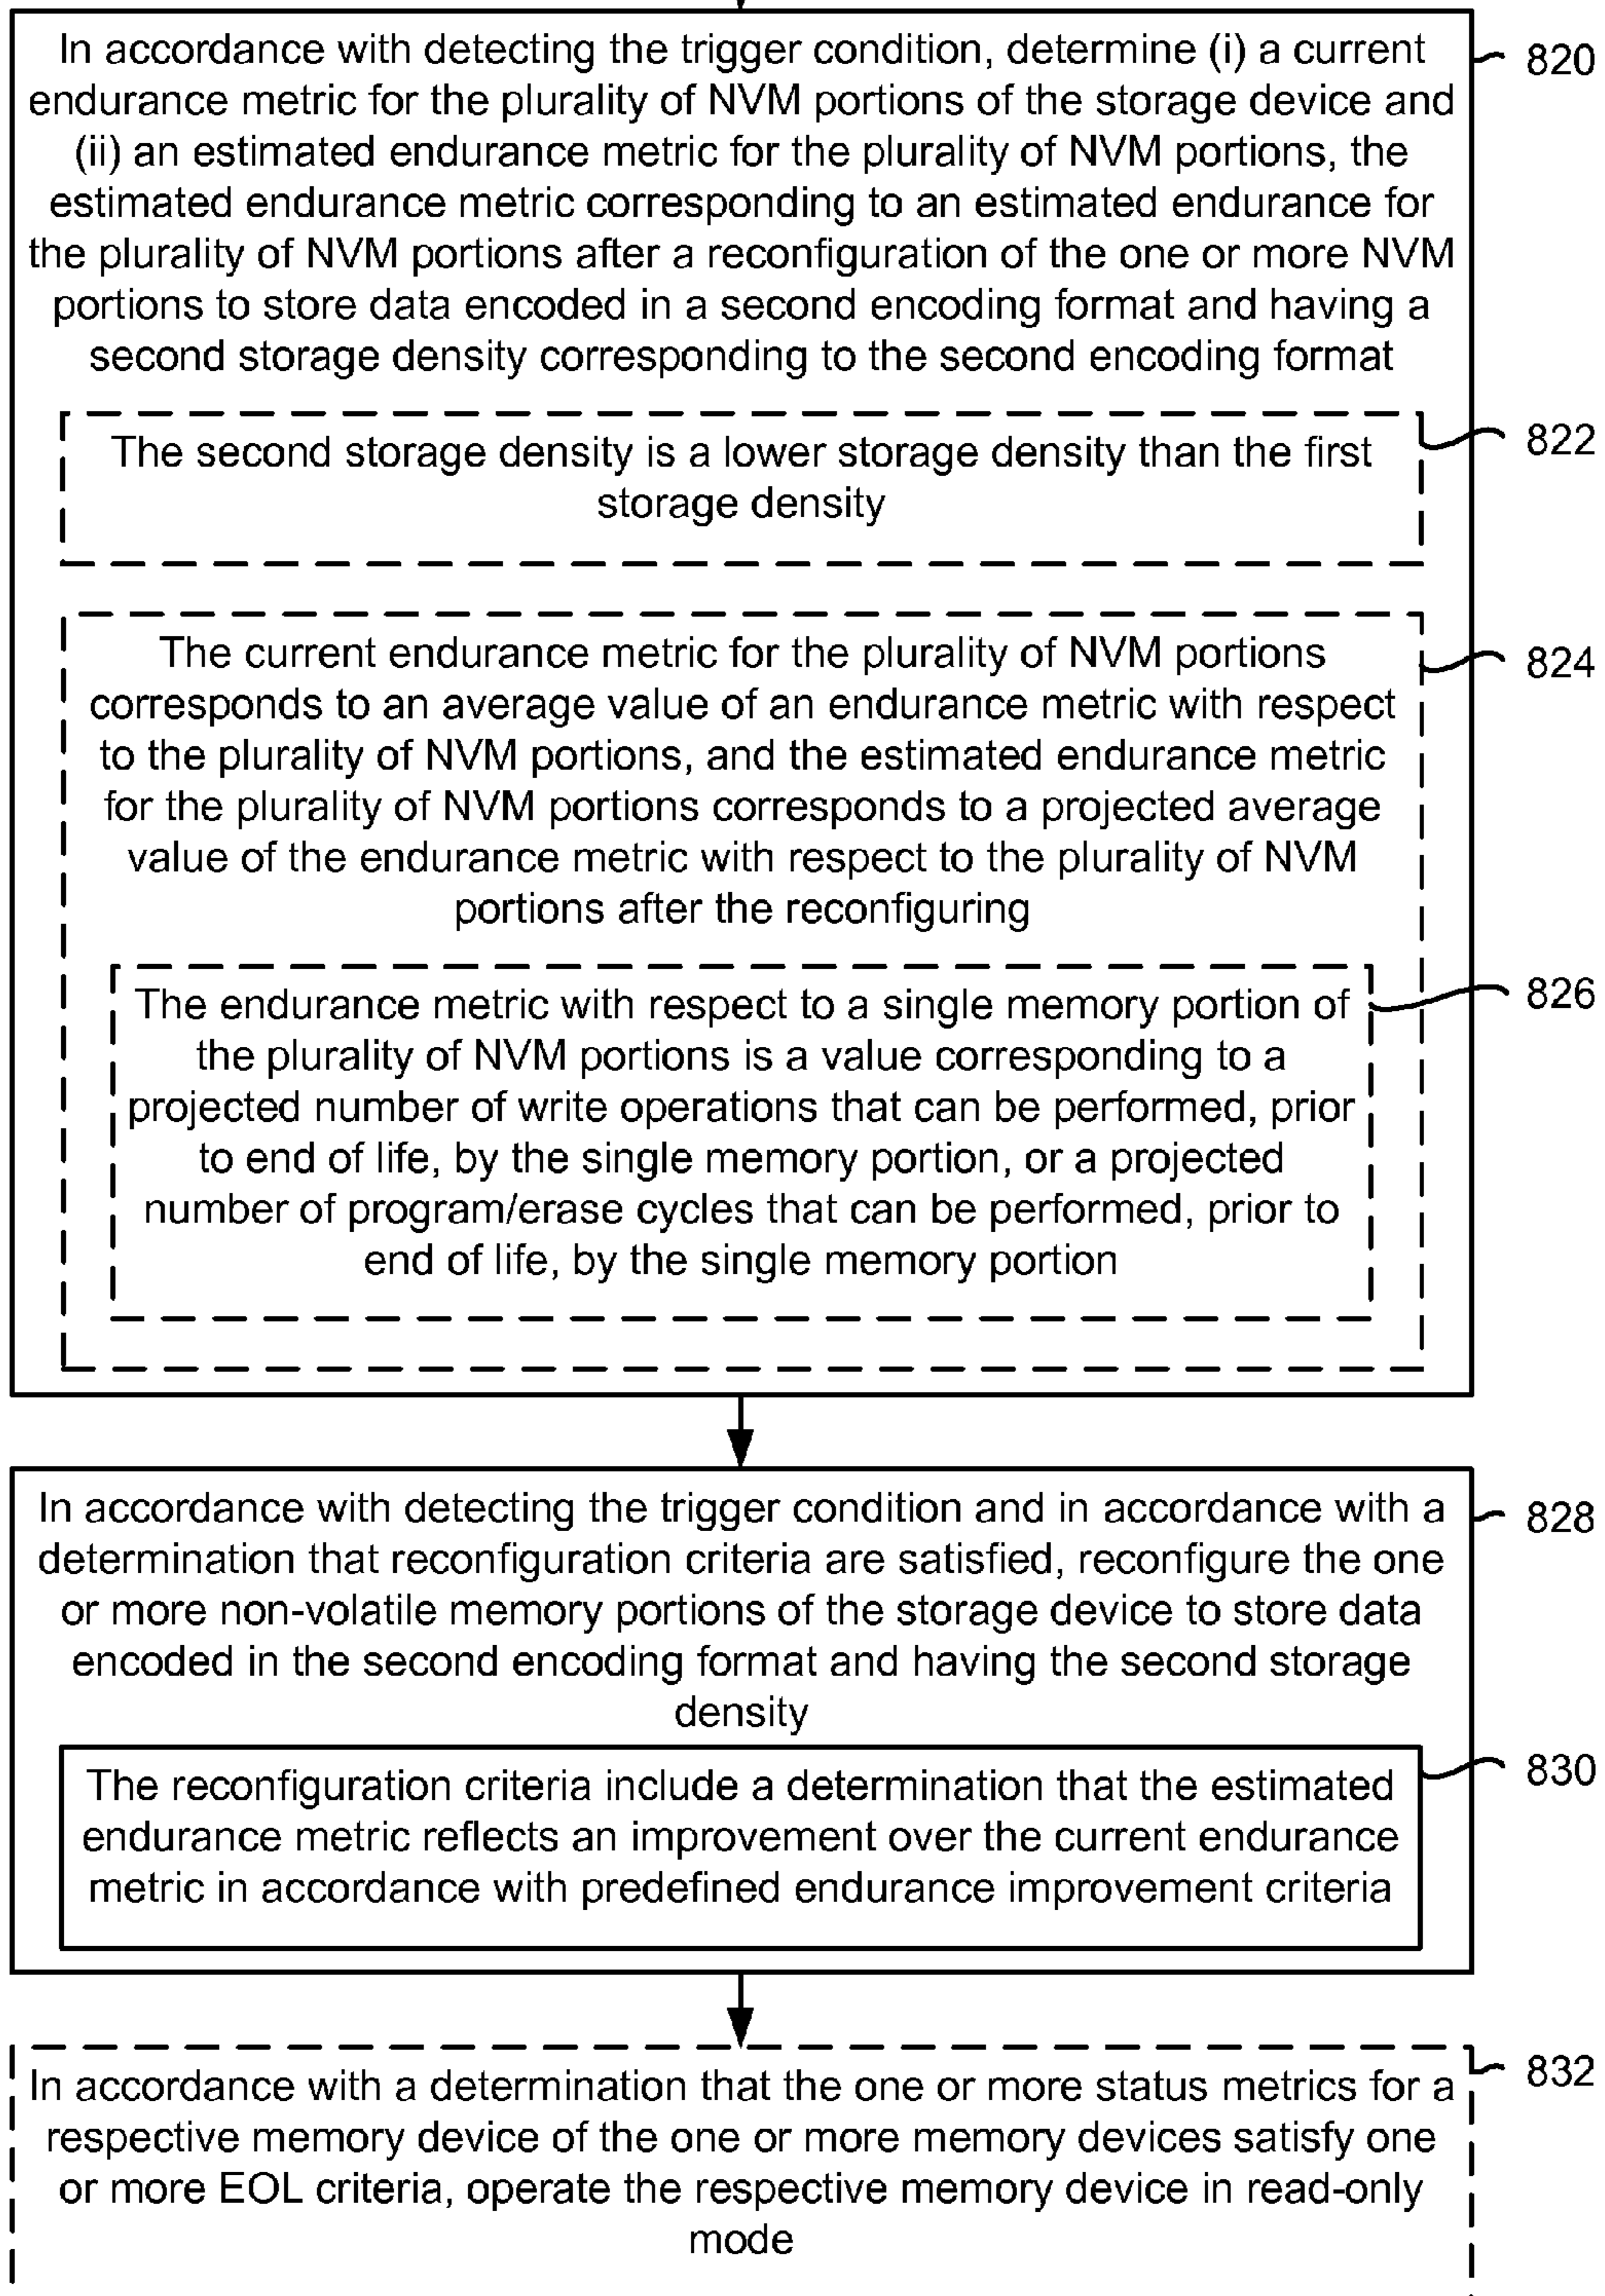 In accordance with detecting the trigger condition, determine (i) a current
820
endurance metric for the plurality of NVM portions of the storage device and
(ii) an estimated endurance metric for the plurality of NVM portions, the
estimated endurance metric corresponding to an estimated endurance for
the plurality of NVM portions after a reconfiguration of the one or more NVM
portions to store data encoded in a second encoding format and having a
second storage density corresponding to the second encoding format
The second storage density is a lower storage density than the first
822
storage density
The current endurance metric for the plurality of NVM portions
824
corresponds to an average value of an endurance metric with respect
to the plurality of NVM portions, and the estimated endurance metric
for the plurality of NVM portions corresponds to a projected average
value of the endurance metric with respect to the plurality of NVM
portions after the reconfiguring
The endurance metric with respect to a single memory portion of
826
the plurality of NVM portions is a value corresponding to a
projected number of write operations that can be performed, prior
to end of life, by the single memory portion, or a projected
number of program/erase cycles that can be performed, prior to
end of life, by the single memory portion
In accordance with detecting the trigger condition and in accordance with a
828
determination that reconfiguration criteria are satisfied, reconfigure the one
or more non-volatile memory portions of the storage device to store data
encoded in the second encoding format and having the second storage
density
The reconfiguration criteria include a determination that the estimated
830
endurance metric reflects an improvement over the current endurance
metric in accordance with predefined endurance improvement criteria
In accordance with a determination that the one or more status metrics for a
832
respective memory device of the one or more memory devices satisfy one
or more EOL criteria, operate the respective memory device in read-only
mode